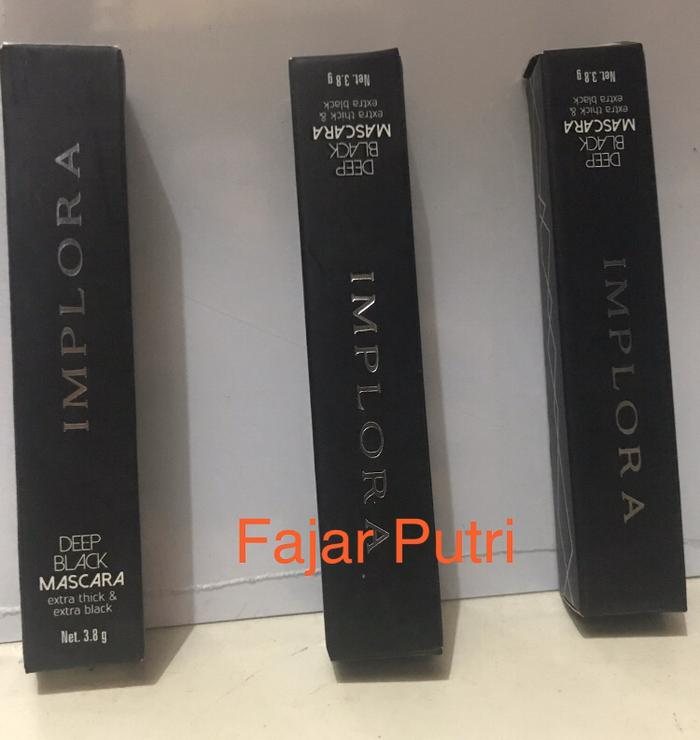 IMPLORA
DEEP
BLACK
MASCARA
extra thick &
extra black
Net. 3.8 g
Net. 3.8 g
extra thick &
extra black
MASCARA
DEEP
BLACK
IMPLORA
Net. 3.8 g
extra thick &
extra black
MASCARA
DEEP
BLACK
IMPLORA
Fajar Putri